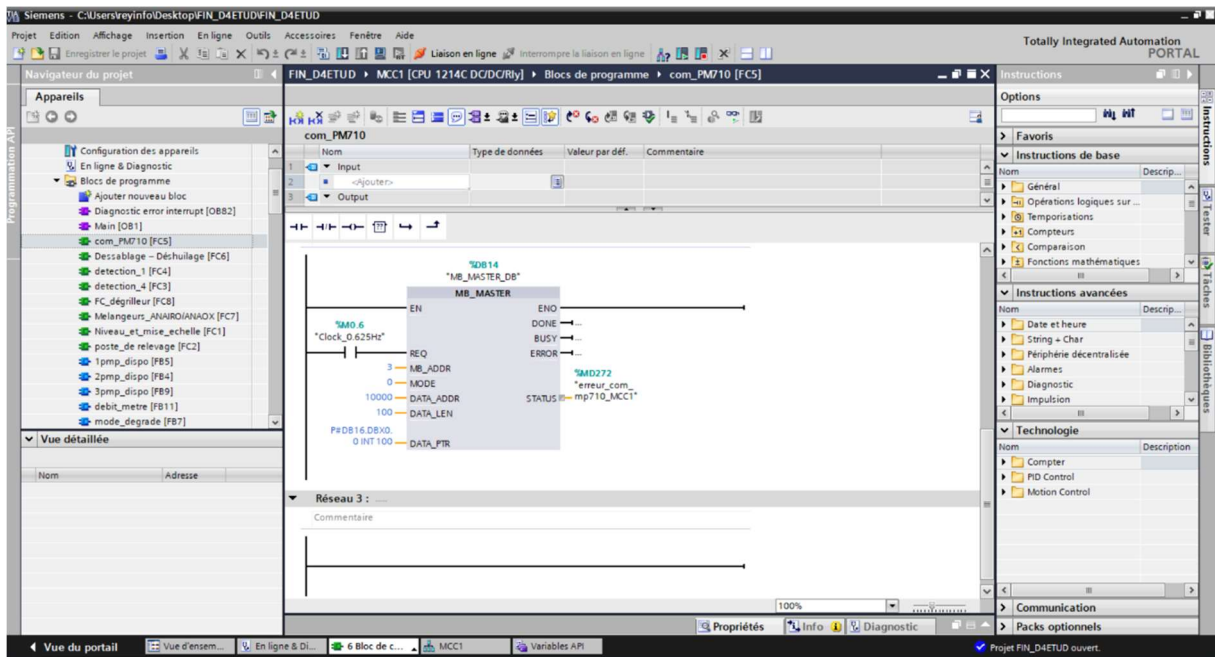 Siemens - C:\Users\reyinfo\Desktop\FIN_D4ETUD\FIN_D4ETUD
Projet Edition Affichage Insertion En ligne Outils Accessoires Fenêtre Aide
Enregistrer le projet Liaison en ligne Interrompre la liaison en ligne
Totally Integrated Automation
PORTAL
Navigateur du projet
Appareils
Programmation API
Configuration des appareils
En ligne & Diagnostic
Blocs de programme
Ajouter nouveau bloc
Diagnostic error interrupt [OB82]
Main [OB1]
com_PM710 [FC5]
Dessablage – Déshuilage [FC6]
detection_1 [FC4]
detection_4 [FC3]
FC_dégrilleur [FC8]
Melangeurs_ANAIRO/ANAOX [FC7]
Niveau_et_mise_echelle [FC1]
poste_de relevage [FC2]
1pmp_dispo [FB5]
2pmp_dispo [FB4]
3pmp_dispo [FB9]
debit_metre [FB11]
mode_degrade [FB7]
Vue détaillée
Nom Adresse
FIN_D4ETUD MCC1 [CPU 1214C DC/DC/Rly] Blocs de programme com_PM710 [FC5]
com_PM710
Nom Type de données Valeur par déf. Commentaire
1 Input
2 <Ajouter>
3 Output
%DB14
"MB_MASTER_DB"
MB_MASTER
EN ENO
DONE ...
%M0.6
"Clock_0.625Hz"
BUSY ...
REQ ERROR ...
3 MB_ADDR
%MD272
0 MODE
"erreur_com_
10000 DATA_ADDR STATUS mp710_MCC1"
100 DATA_LEN
P#DB16.DBX0.
0 INT 100 DATA_PTR
Réseau 3 : ....
Commentaire
100%
Propriétés Info Diagnostic
Instructions
Options
Favoris
Instructions de base
Nom Descrip...
Général
Opérations logiques sur ...
Temporisations
Compteurs
Comparaison
Fonctions mathématiques
Instructions avancées
Nom Descrip...
Date et heure
String + Char
Périphérie décentralisée
Alarmes
Diagnostic
Impulsion
Technologie
Nom Description
Compter
PID Control
Motion Control
Communication
Packs optionnels
Instructions
Tester
Tâches
Bibliothèques
Vue du portail Vue d'ensem... En ligne & Di... 6 Bloc de c... MCC1 Variables API
Projet FIN_D4ETUD ouvert.